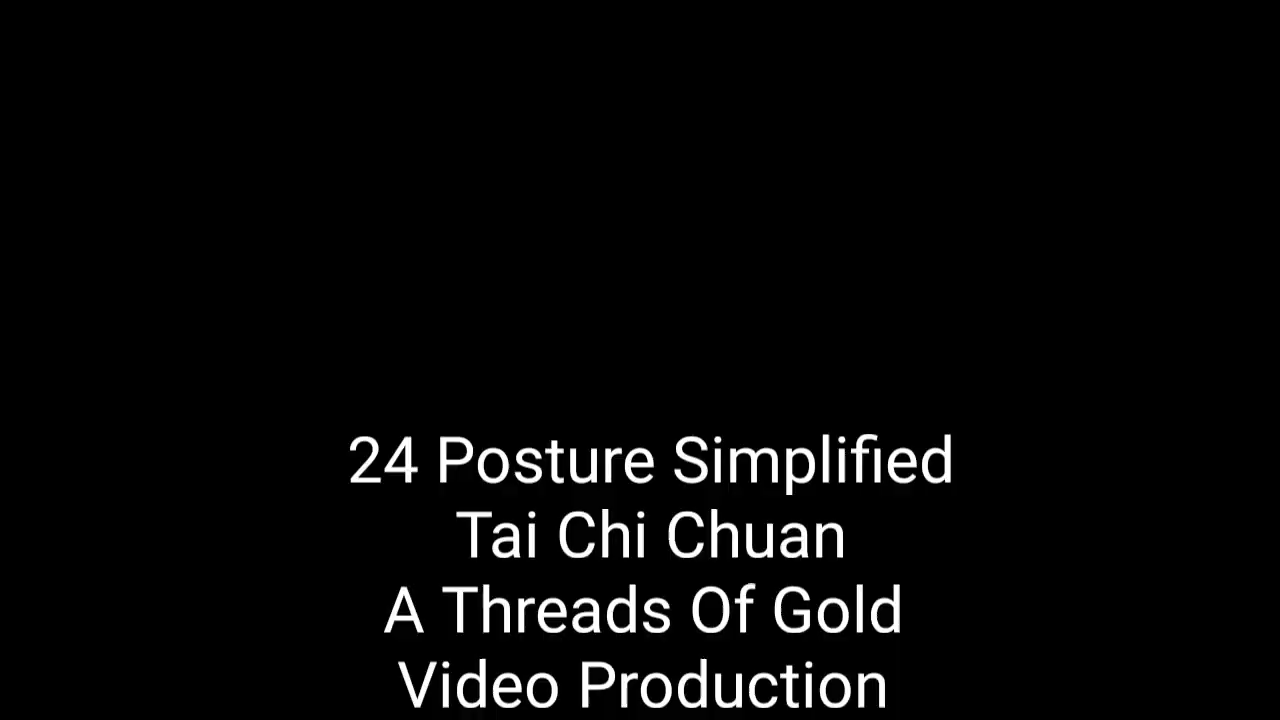 24 Posture Simplified
Tai Chi Chuan
A Threads Of Gold
Video Production